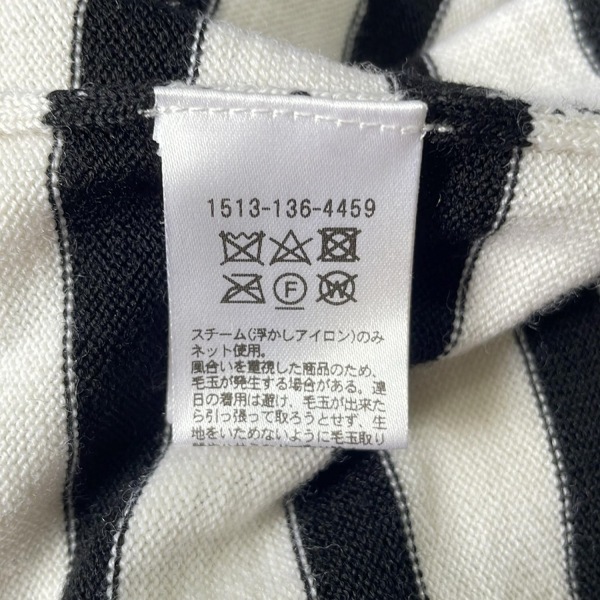 1513-136-4459
F W
スチーム(浮かしアイロン)のみ
ネット使用。
風合いを重視した商品のため、
毛玉が発生する場合がある。連
日の着用は避け、毛玉が出来た
ら引っ張って取ろうとせず、生
地をいためないように毛玉取り